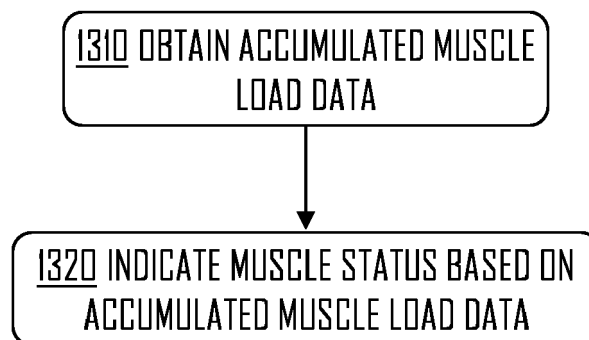 1310 OBTAIN ACCUMULATED MUSCLE
LOAD DATA
1320 INDICATE MUSCLE STATUS BASED ON
ACCUMULATED MUSCLE LOAD DATA